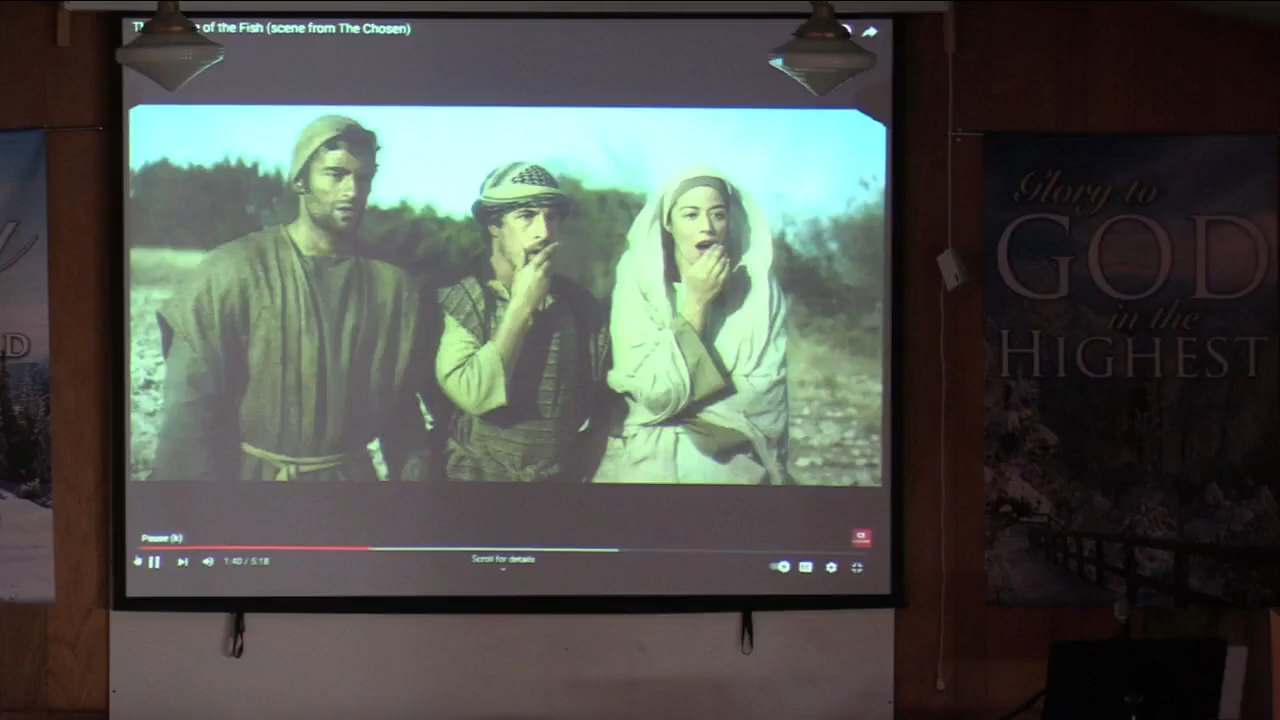 of the Fish (scene from The Chosen)
Glory to
GOD
in the
HIGHEST
Pause (k)
1:40 / 5:18
Scroll for details